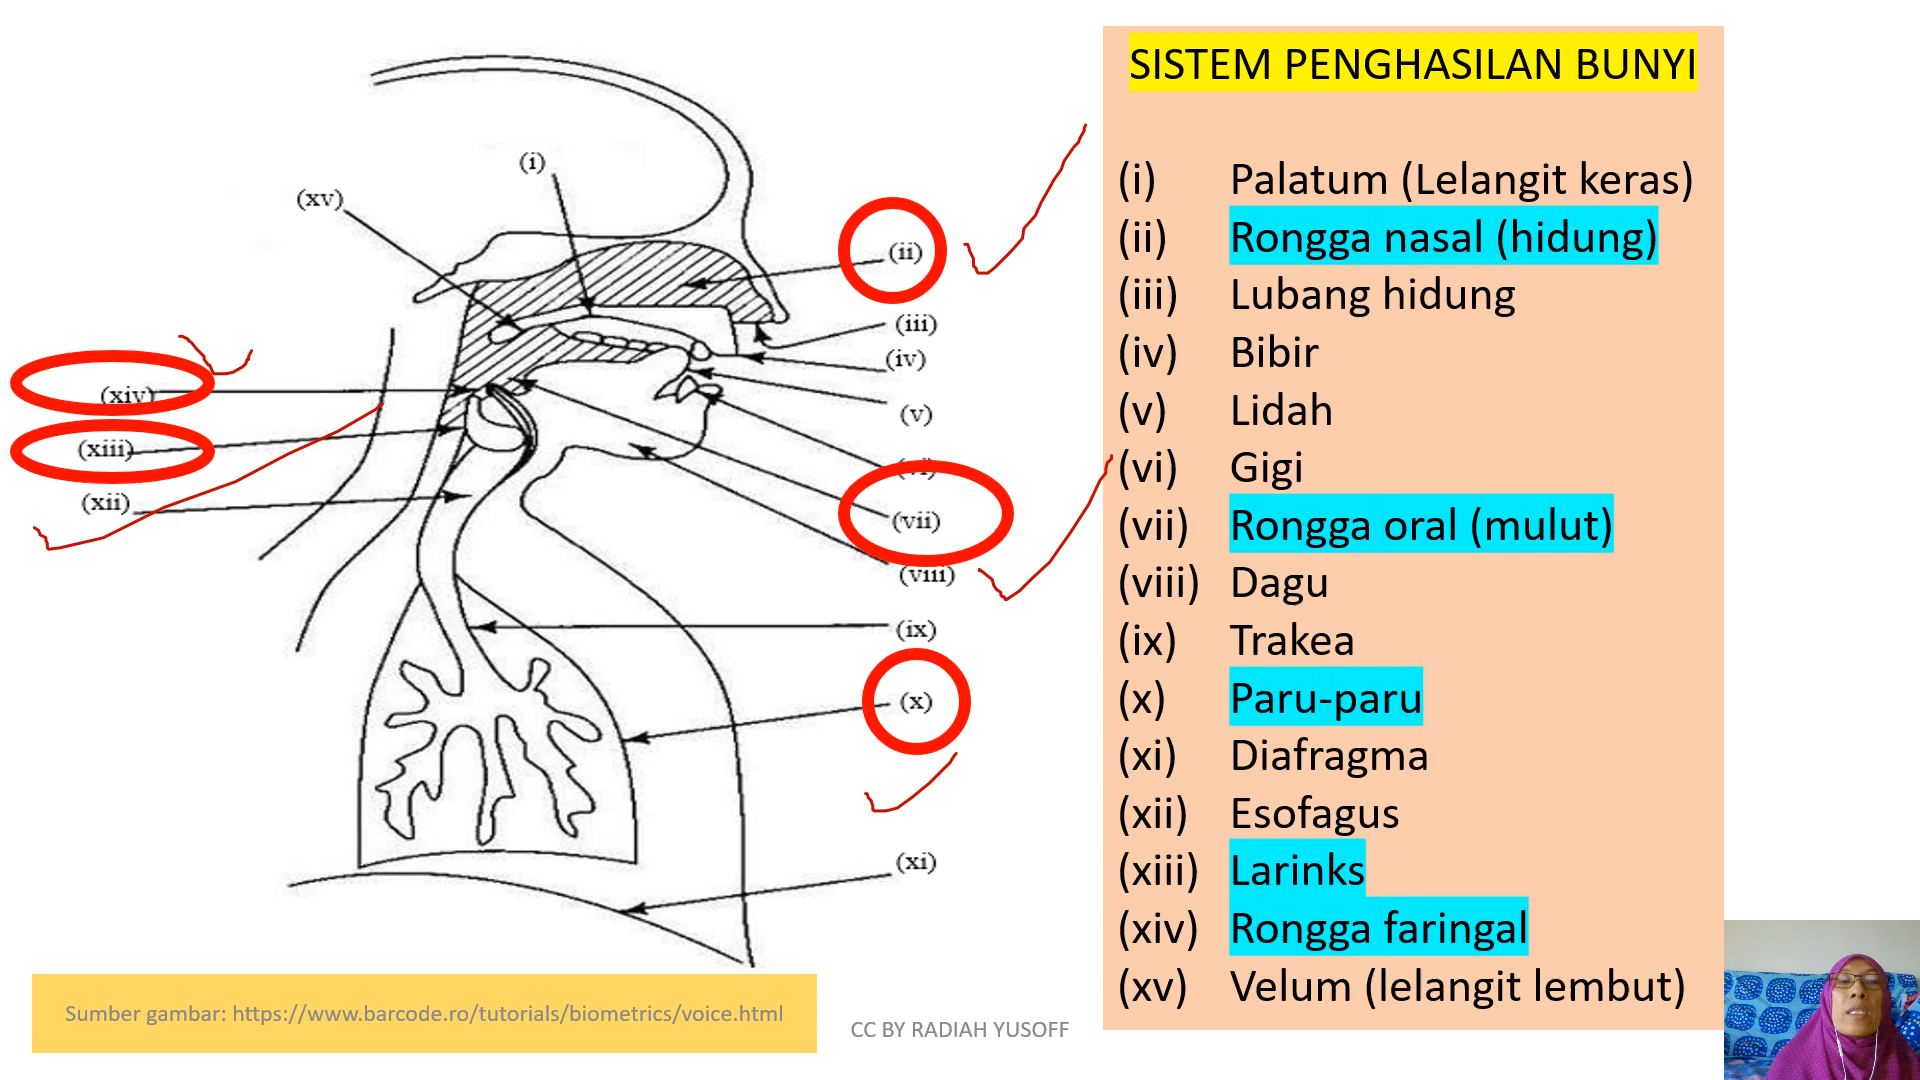 SISTEM PENGHASILAN BUNYI
(i) Palatum (Lelangit keras)
(ii) Rongga nasal (hidung)
(iii) Lubang hidung
(iv) Bibir
(v) Lidah
(vi) Gigi
(vii) Rongga oral (mulut)
(viii) Dagu
(ix) Trakea
(x) Paru-paru
(xi) Diafragma
(xii) Esofagus
(xiii) Larinks
(xiv) Rongga faringal
(xv) Velum (lelangit lembut)
(i)
(xv)
(ii)
(iii)
(iv)
(v)
(vi)
(vii)
(viii)
(ix)
(x)
(xi)
(xiv)
(xiii)
(xii)
Sumber gambar: https://www.barcode.ro/tutorials/biometrics/voice.html
CC BY RADIAH YUSOFF